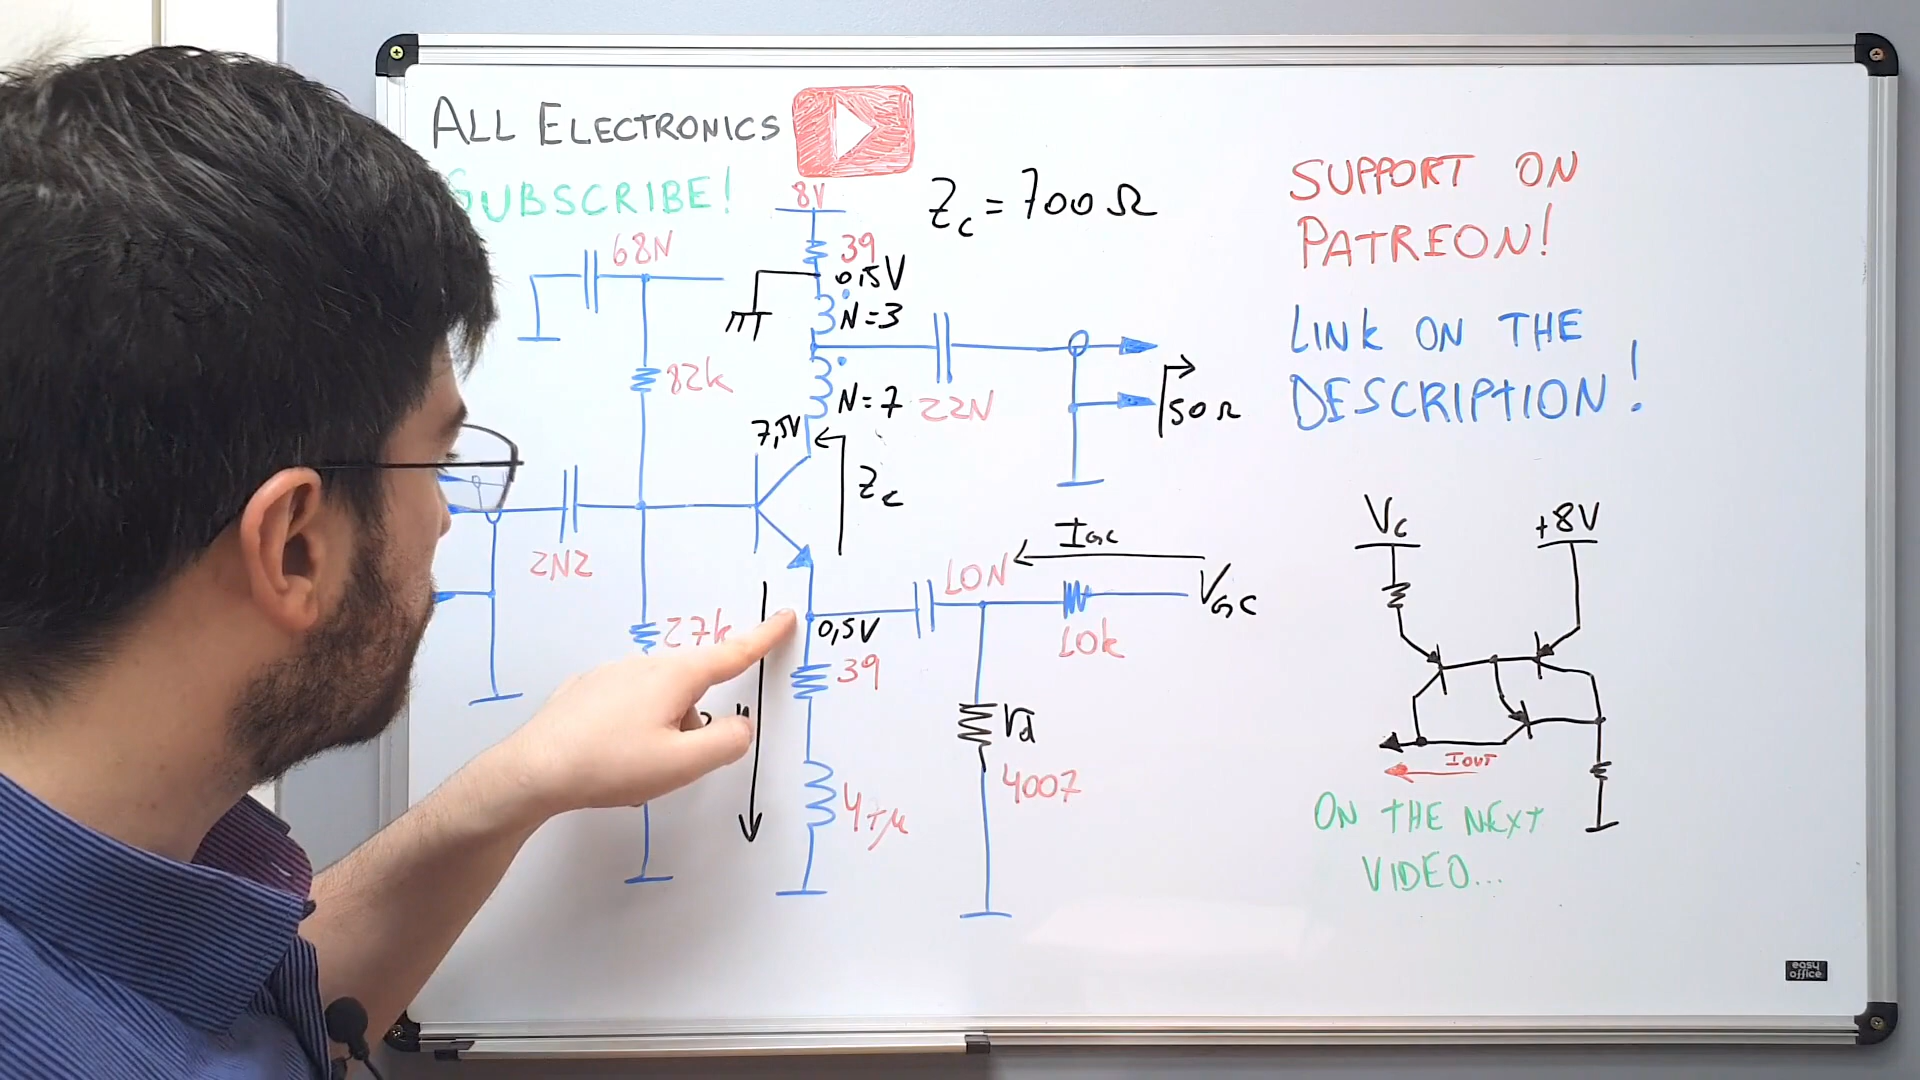 ALL ELECTRONICS
SUBSCRIBE!
8V
Zc = 700 Ω
SUPPORT ON
PATREON!
LINK ON THE
DESCRIPTION!
68N
39
0,5V
N=3
82k
N=7
22N
50Ω
7,5V
Zc
2N2
27k
0,5V
39
10N
IGC
VGC
10k
rd
4007
47μ
Vc
+8V
IOUT
ON THE NEXT
VIDEO...
easy
office